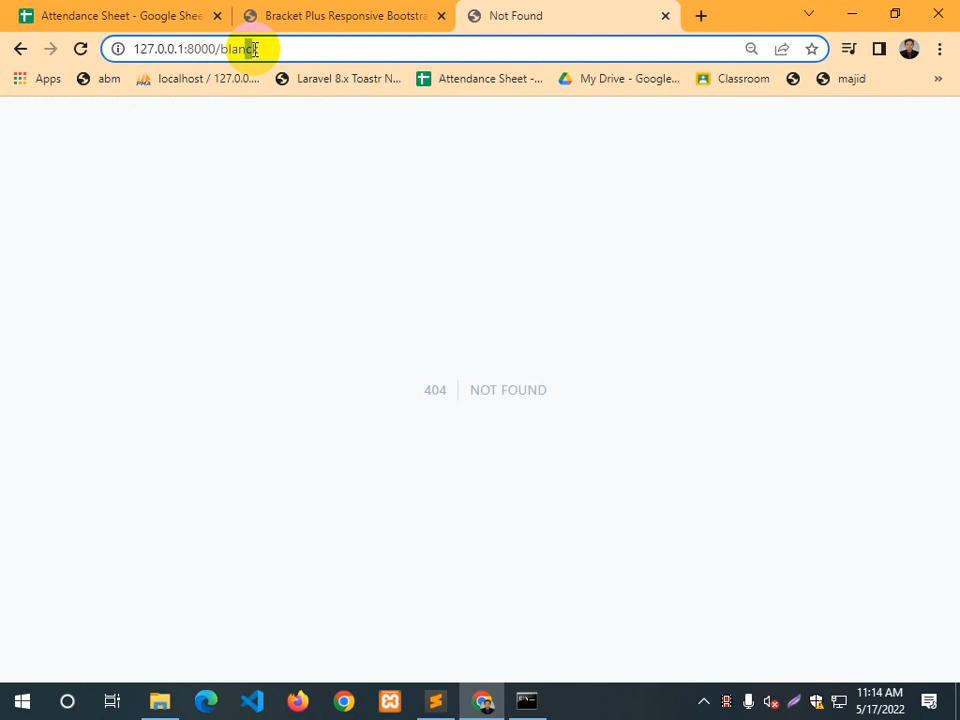 Attendance Sheet - Google Shee
Bracket Plus Responsive Bootstra
Not Found
127.0.0.1:8000/blanck
Apps
abm
localhost / 127.0.0....
Laravel 8.x Toastr N...
Attendance Sheet -...
My Drive - Google...
Classroom
majid
»
404
NOT FOUND
11:14 AM
5/17/2022